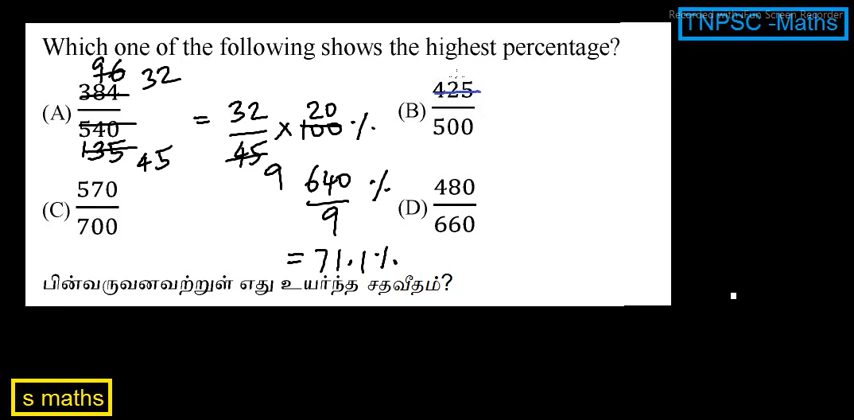 Recorded with iFun Screen Recorder
TNPSC -Maths
Which one of the following shows the highest percentage?
96 32
(A) 384/540 = 32/45 × 20 100 %
135 45
9
640/9 %
= 71.1%
(B) 425/500
(C) 570/700
(D) 480/660
பின்வருவனவற்றுள் எது உயர்ந்த சதவீதம்?
s maths